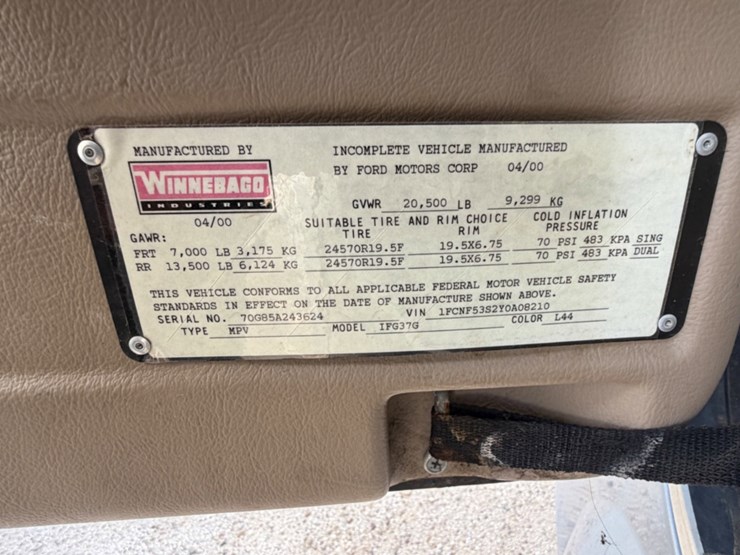 MANUFACTURED BY
WINNEBAGO
INDUSTRIES
04/00
INCOMPLETE VEHICLE MANUFACTURED
BY FORD MOTORS CORP 04/00
GVWR 20,500 LB 9,299 KG
SUITABLE TIRE AND RIM CHOICE COLD INFLATION
GAWR: TIRE RIM PRESSURE
FRT 7,000 LB 3,175 KG 24570R19.5F 19.5X6.75 70 PSI 483 KPA SING
RR 13,500 LB 6,124 KG 24570R19.5F 19.5X6.75 70 PSI 483 KPA DUAL
THIS VEHICLE CONFORMS TO ALL APPLICABLE FEDERAL MOTOR VEHICLE SAFETY
STANDARDS IN EFFECT ON THE DATE OF MANUFACTURE SHOWN ABOVE.
SERIAL NO. 70G85A243624 VIN 1FCNF53S2Y0A08210
TYPE MPV MODEL IFG37G COLOR L44